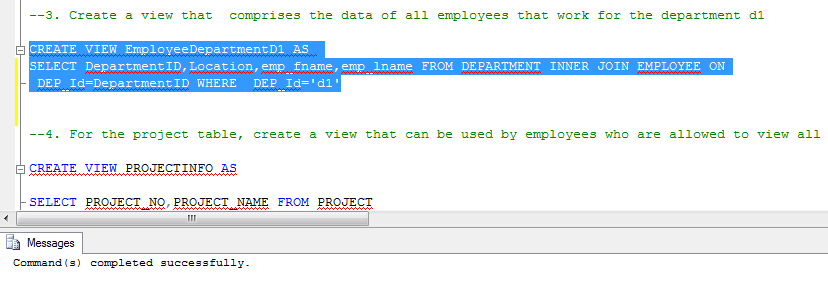 --3. Create a view that  comprises the data of all employees that work for the department d1
CREATE VIEW EmployeeDepartmentD1 AS
SELECT DepartmentID,Location,emp_fname,emp_lname FROM DEPARTMENT INNER JOIN EMPLOYEE ON
DEP_Id=DepartmentID WHERE  DEP_Id='d1'
--4. For the project table, create a view that can be used by employees who are allowed to view all
CREATE VIEW PROJECTINFO AS
SELECT PROJECT_NO,PROJECT_NAME FROM PROJECT
Messages
Command(s) completed successfully.